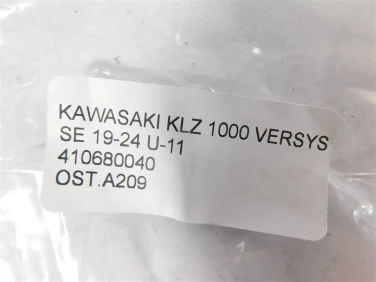 KAWASAKI KLZ 1000 VERSYS
SE 19-24 U-11
410680040
OST.A209